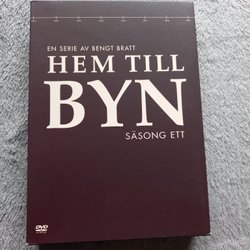 EN SERIE AV BENGT BRATT
HEM TILL
BYN
SÄSONG ETT
DVD